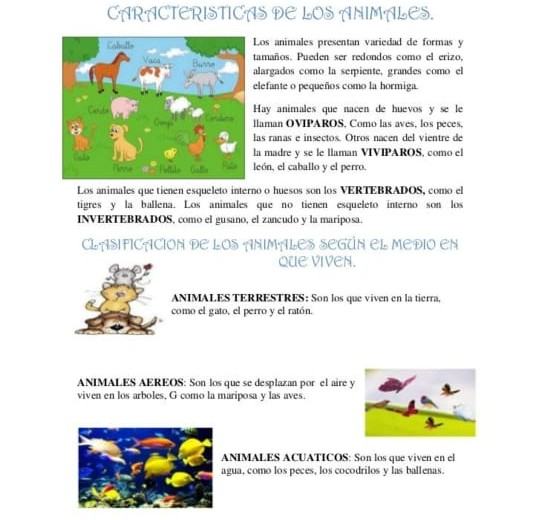 CARACTERISTICAS DE LOS ANIMALES.
Caballo
Vaca
Burro
Cerdo
Conejo
Cordero
Gato
Perro
Pollito
Gallo
Pato
Los animales presentan variedad de formas y
tamaños. Pueden ser redondos como el erizo,
alargados como la serpiente, grandes como el
elefante o pequeños como la hormiga.
Hay animales que nacen de huevos y se le
llaman OVIPAROS, Como las aves, los peces,
las ranas e insectos. Otros nacen del vientre de
la madre y se le llaman VIVIPAROS, como el
león, el caballo y el perro.
Los animales que tienen esqueleto interno o huesos son los VERTEBRADOS, como el
tigres y la ballena. Los animales que no tienen esqueleto interno son los
INVERTEBRADOS, como el gusano, el zancudo y la mariposa.
CLASIFICACION DE LOS ANIMALES SEGÚN EL MEDIO EN
QUE VIVEN.
ANIMALES TERRESTRES: Son los que viven en la tierra,
como el gato, el perro y el ratón.
ANIMALES AEREOS: Son los que se desplazan por el aire y
viven en los arboles, G como la mariposa y las aves.
ANIMALES ACUATICOS: Son los que viven en el
agua, como los peces, los cocodrilos y las ballenas.